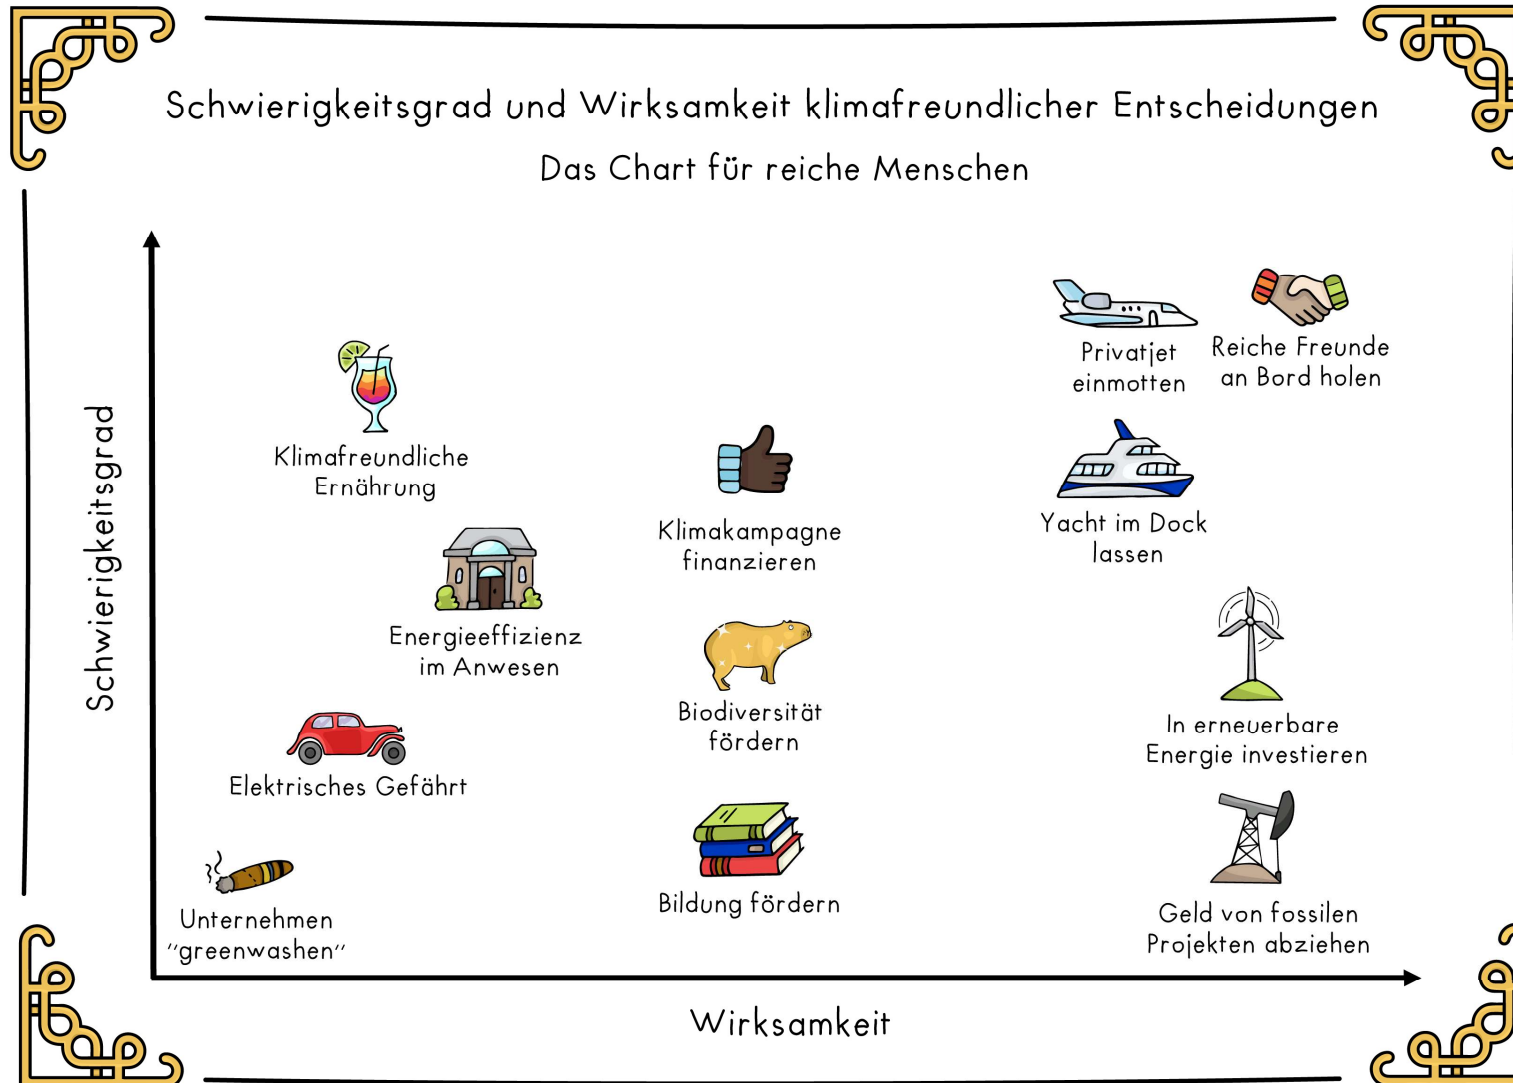 Schwierigkeitsgrad und Wirksamkeit klimafreundlicher Entscheidungen
Das Chart für reiche Menschen
Schwierigkeitsgrad
Privatjet
einmotten
Reiche Freunde
an Bord holen
Klimafreundliche
Ernährung
Klimakampagne
finanzieren
Yacht im Dock
lassen
Energieeffizienz
im Anwesen
Biodiversität
fördern
In erneuerbare
Energie investieren
Elektrisches Gefährt
Bildung fördern
Unternehmen
"greenwashen"
Geld von fossilen
Projekten abziehen
Wirksamkeit